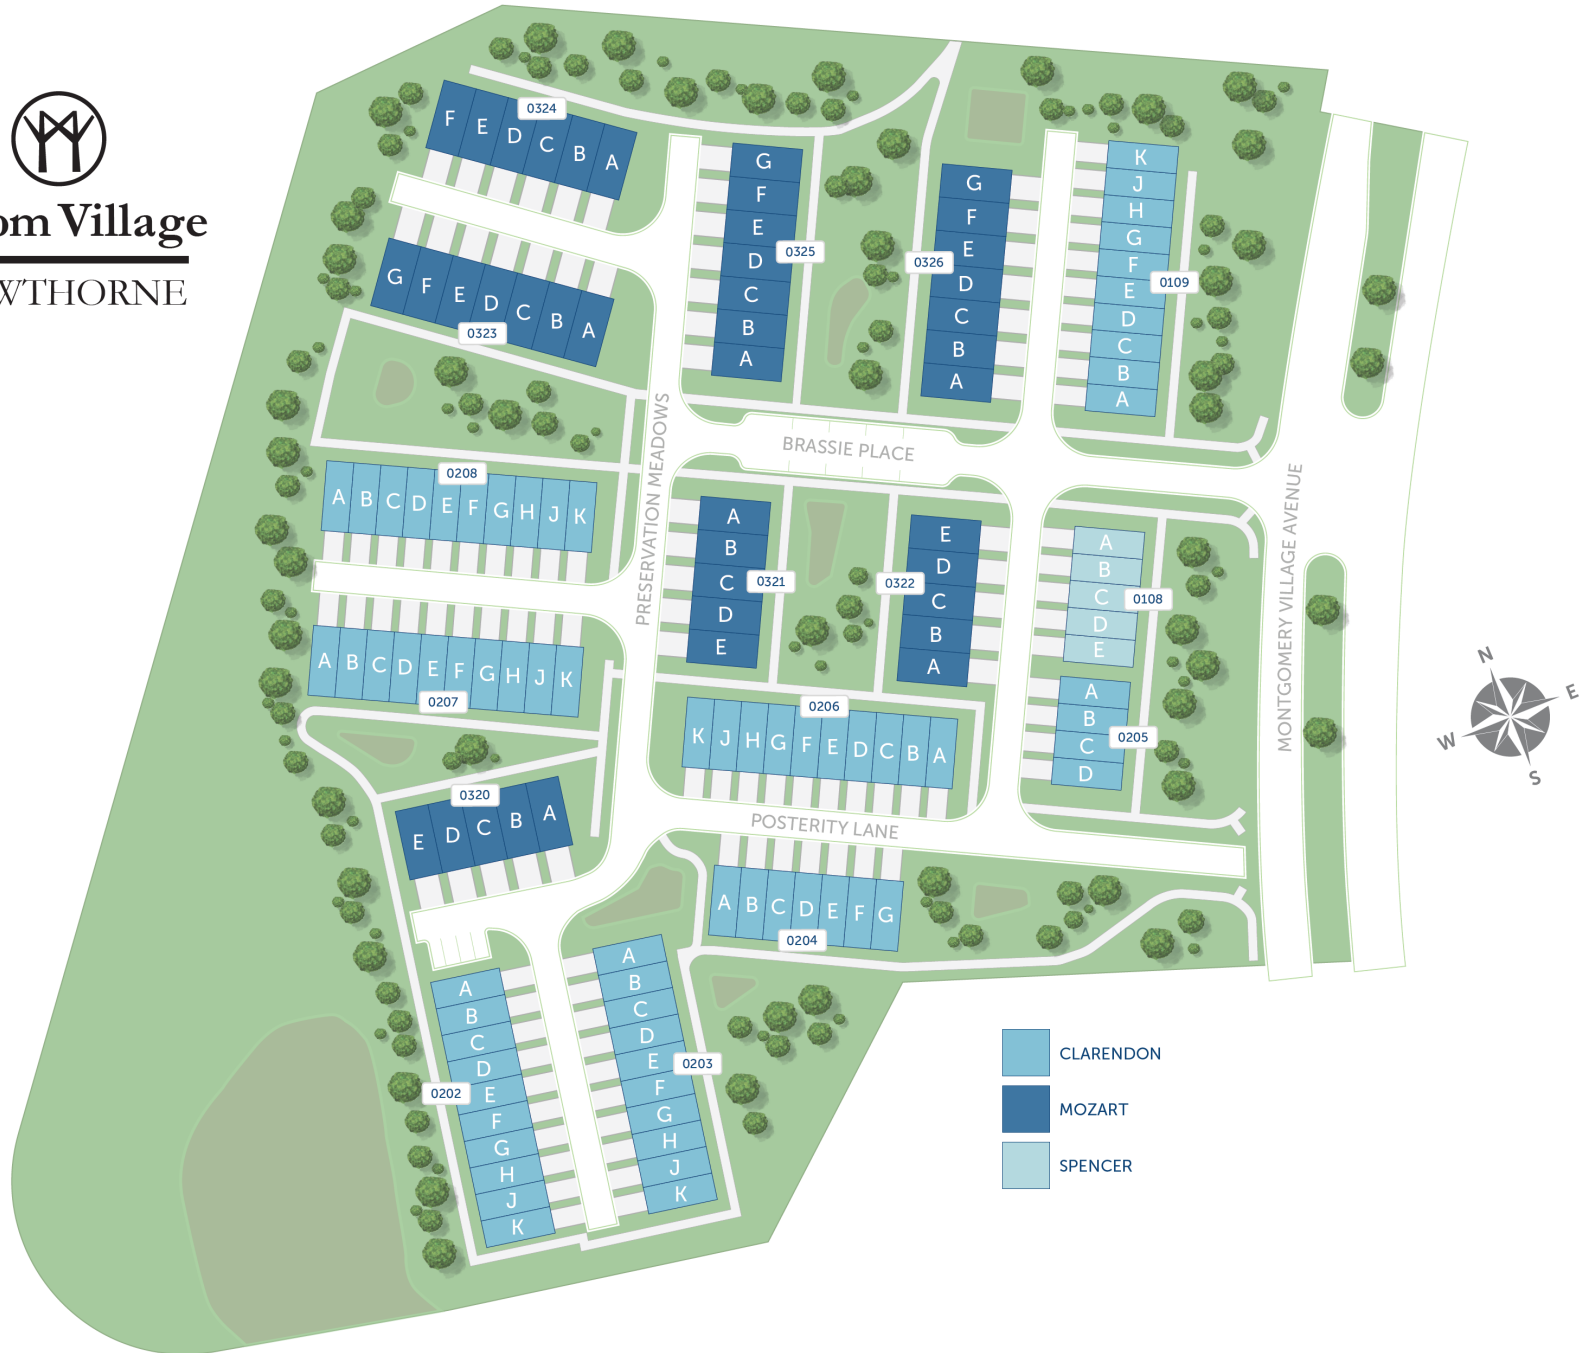 om Village
WTHORNE
0324
F E D C B A
G F E D C B A
0323
G
F
E
D
C
B
A
0325
G
F
E
D
C
B
A
0326
K
J
H
G
F
E
D
C
B
A
0109
PRESERVATION MEADOWS
BRASSIE PLACE
MONTGOMERY VILLAGE AVENUE
0208
A B C D E F G H J K
A B C D E F G H J K
0207
A
B
C
D
E
0321
E
D
C
B
A
0322
A
B
C
D
E
0108
A
B
C
D
0205
0206
K J H G F E D C B A
POSTERITY LANE
0320
E D C B A
A B C D E F G
0204
A
B
C
D
E
F
G
H
J
K
0202
A
B
C
D
E
F
G
H
J
K
0203
N
E
W
S
CLARENDON
MOZART
SPENCER